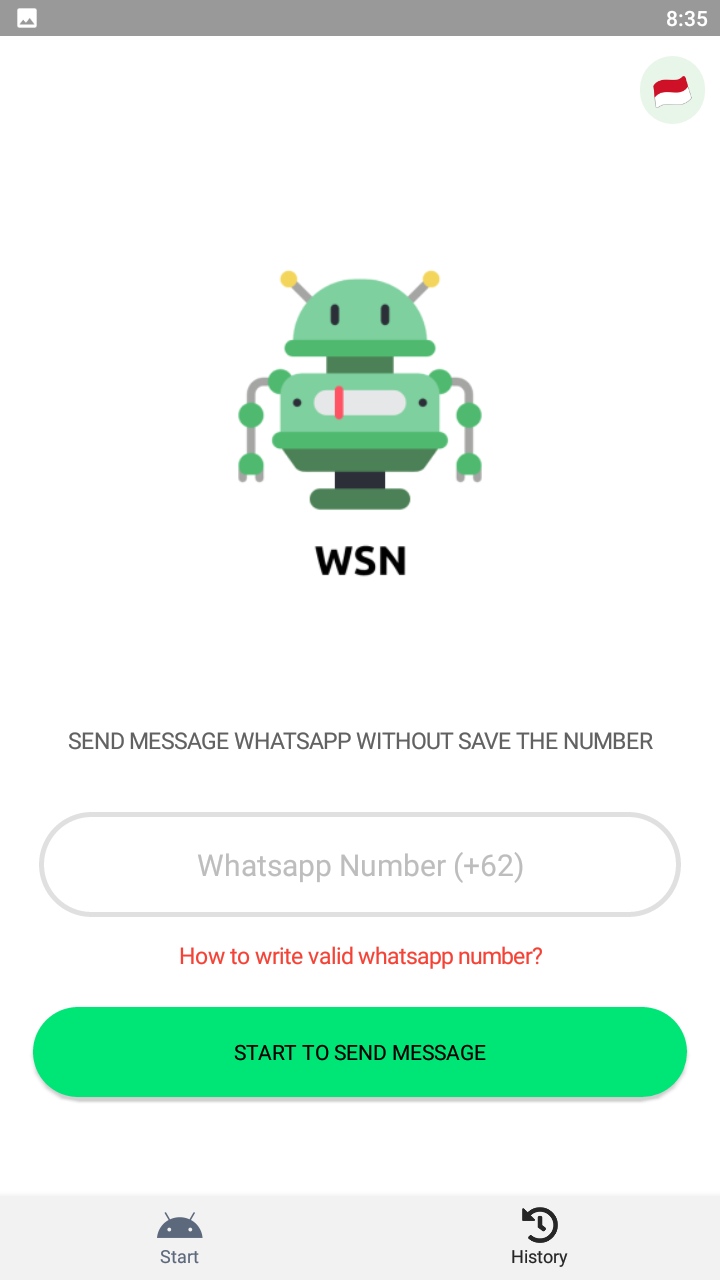 8:35
WSN
SEND MESSAGE WHATSAPP WITHOUT SAVE THE NUMBER
Whatsapp Number (+62)
How to write valid whatsapp number?
START TO SEND MESSAGE
Start
History